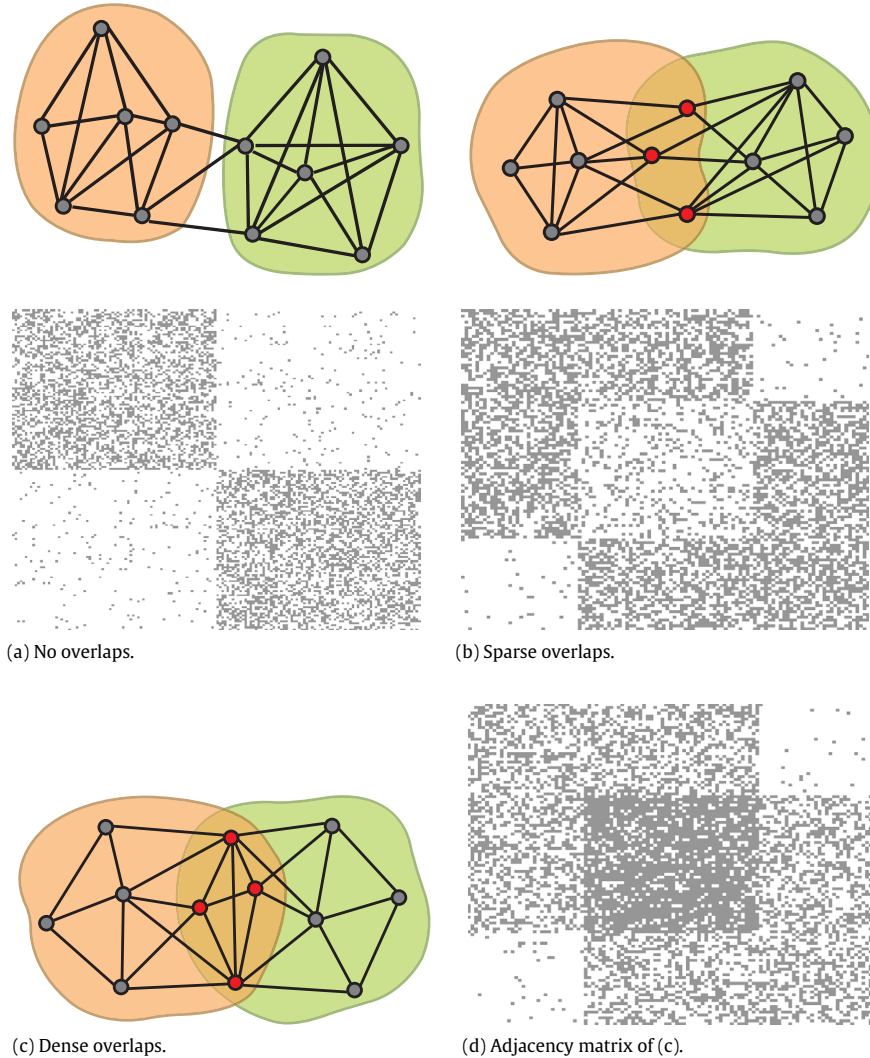 (a) No overlaps.
(b) Sparse overlaps.
(c) Dense overlaps.
(d) Adjacency matrix of (c).